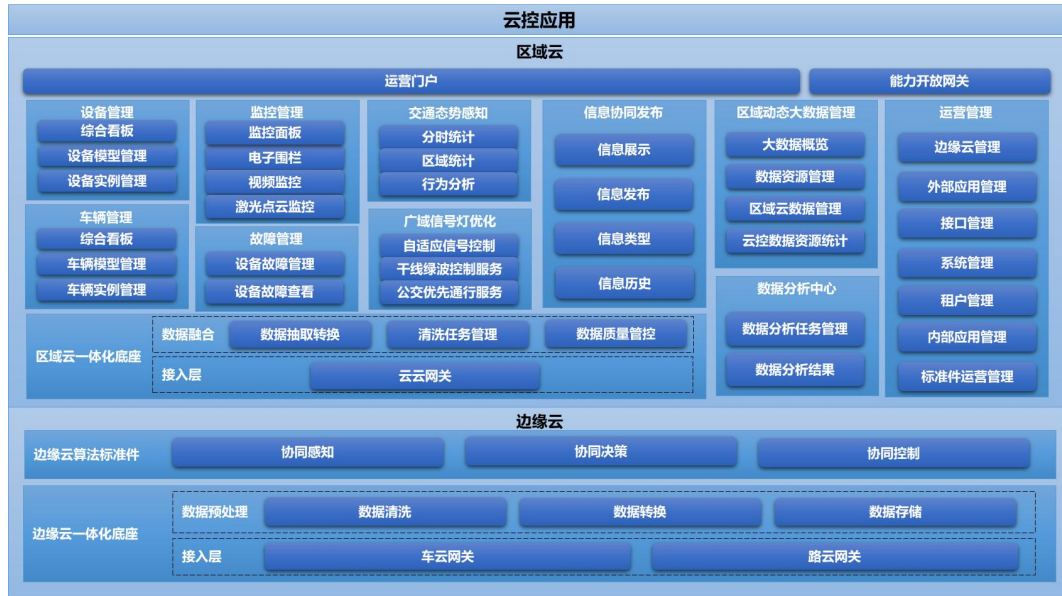 云控应用
区域云
运营门户
能力开放网关
设备管理
综合看板
设备模型管理
设备实例管理
车辆管理
综合看板
车辆模型管理
车辆实例管理
监控管理
监控面板
电子围栏
视频监控
激光点云监控
故障管理
设备故障管理
设备故障查看
交通态势感知
分时统计
区域统计
行为分析
广域信号灯优化
自适应信号控制
干线绿波控制服务
公交优先通行服务
信息协同发布
信息展示
信息发布
信息类型
信息历史
区域动态大数据管理
大数据概览
数据资源管理
区域云数据管理
云控数据资源统计
数据分析中心
数据分析任务管理
数据分析结果
运营管理
边缘云管理
外部应用管理
接口管理
系统管理
租户管理
内部应用管理
标准件运营管理
区域云一体化底座
数据融合
数据抽取转换
清洗任务管理
数据质量管控
接入层
云云网关
边缘云
边缘云算法标准件
协同感知
协同决策
协同控制
边缘云一体化底座
数据预处理
数据清洗
数据转换
数据存储
接入层
车云网关
路云网关